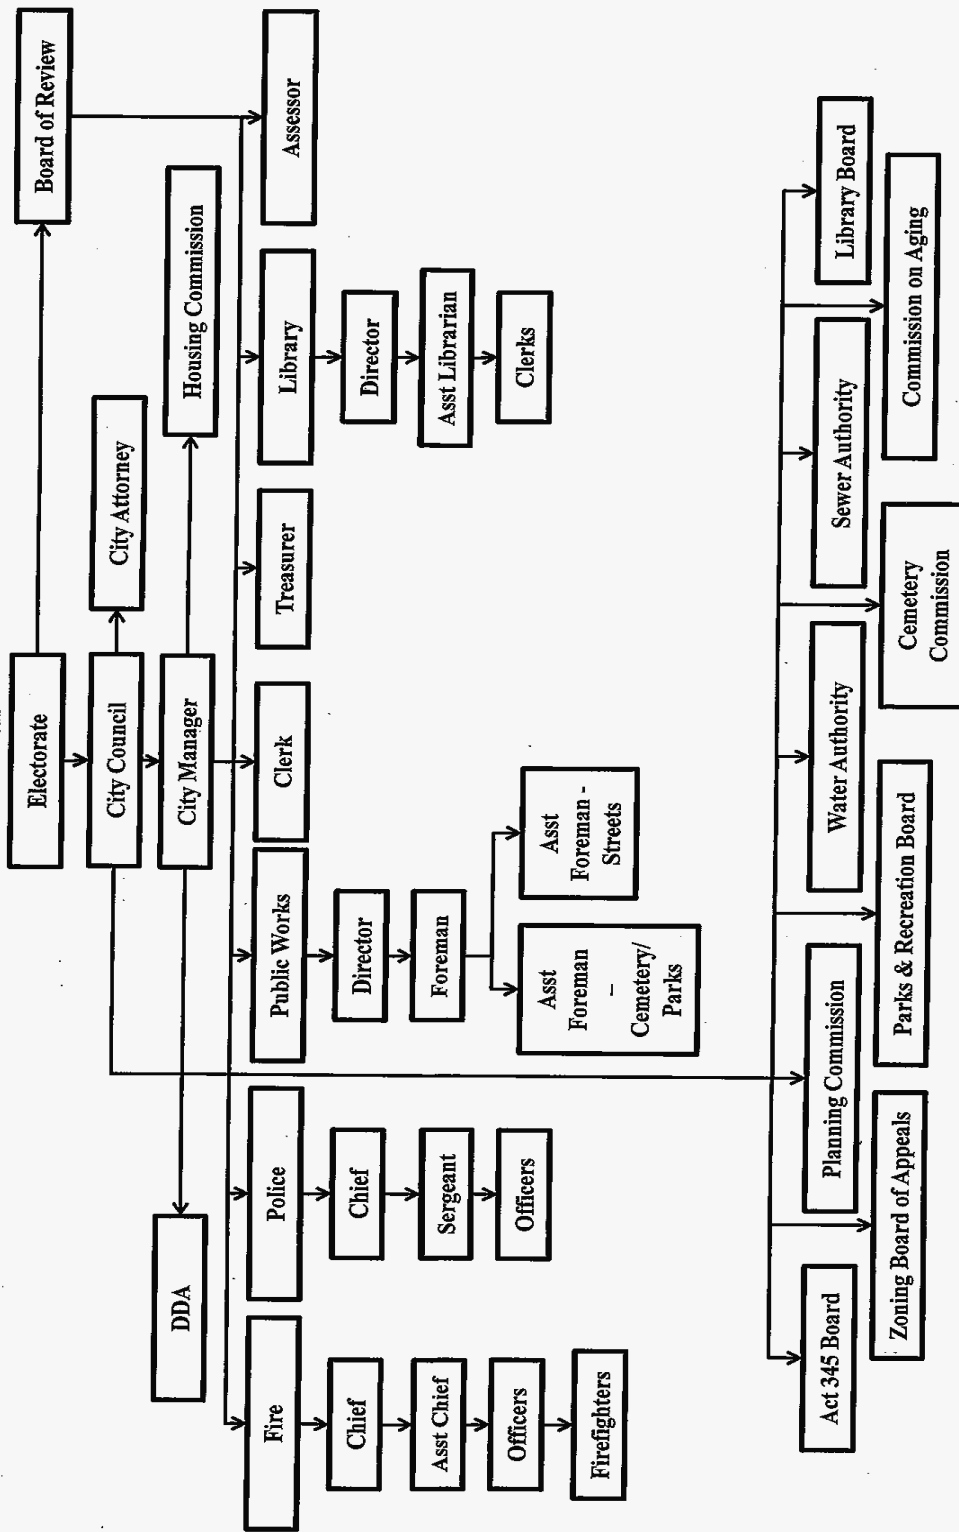 Electorate
Board of Review
City Council
City Attorney
City Manager
Housing Commission
DDA
Fire
Police
Public Works
Clerk
Treasurer
Library
Assessor
Chief
Chief
Director
Director
Asst Chief
Sergeant
Foreman
Asst Librarian
Officers
Officers
Asst
Foreman
–
Cemetery/
Parks
Asst
Foreman -
Streets
Clerks
Firefighters
Act 345 Board
Planning Commission
Water Authority
Sewer Authority
Library Board
Zoning Board of Appeals
Parks & Recreation Board
Cemetery
Commission
Commission on Aging